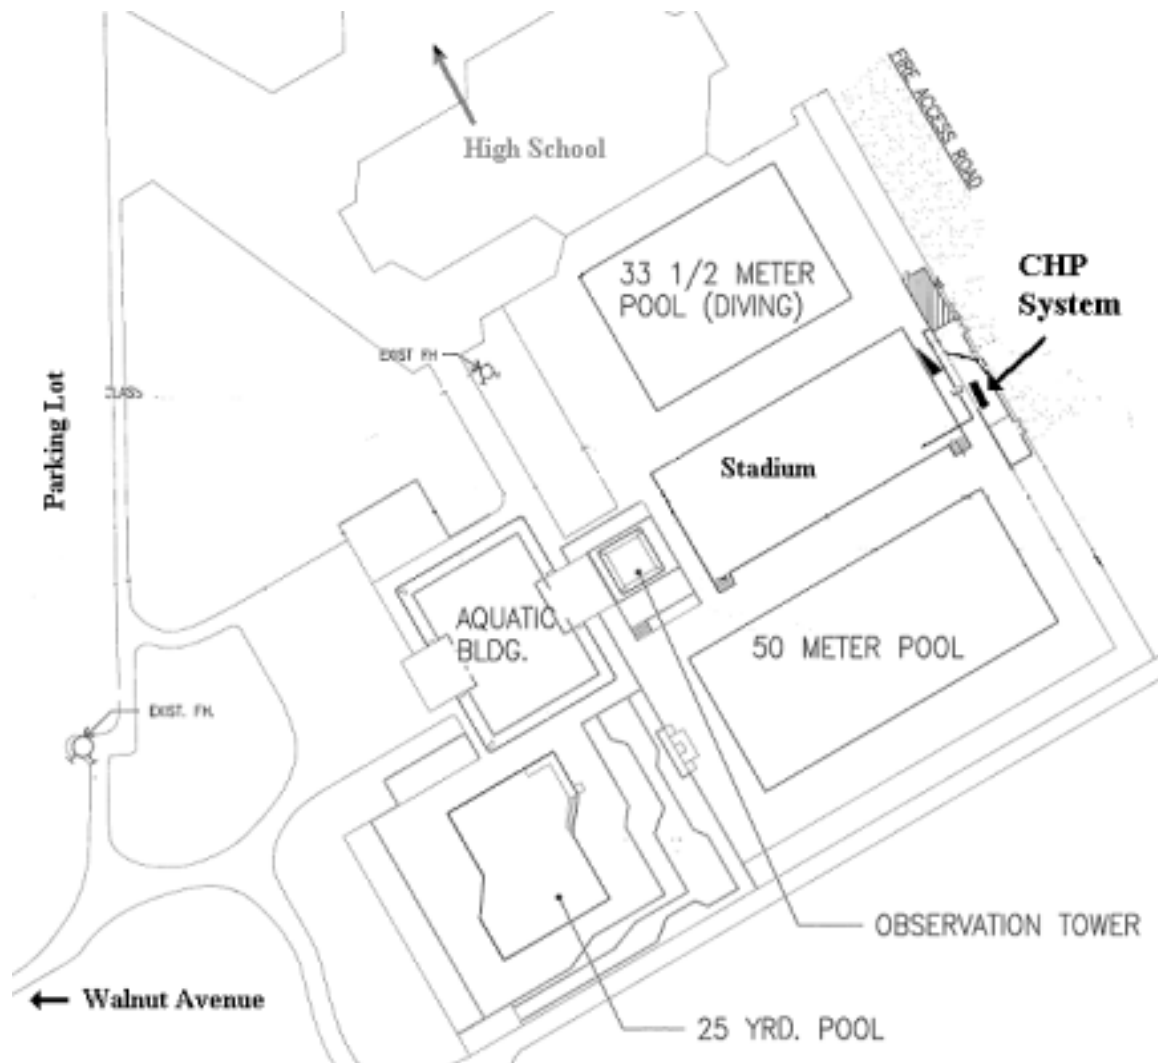 FIRE ACCESS ROAD
High School
33 1/2 METER
POOL (DIVING)
CHP
System
EXIST FH
CLASS
Parking Lot
Stadium
AQUATIC
BLDG.
50 METER POOL
EXIST. FH.
OBSERVATION TOWER
Walnut Avenue
25 YRD. POOL